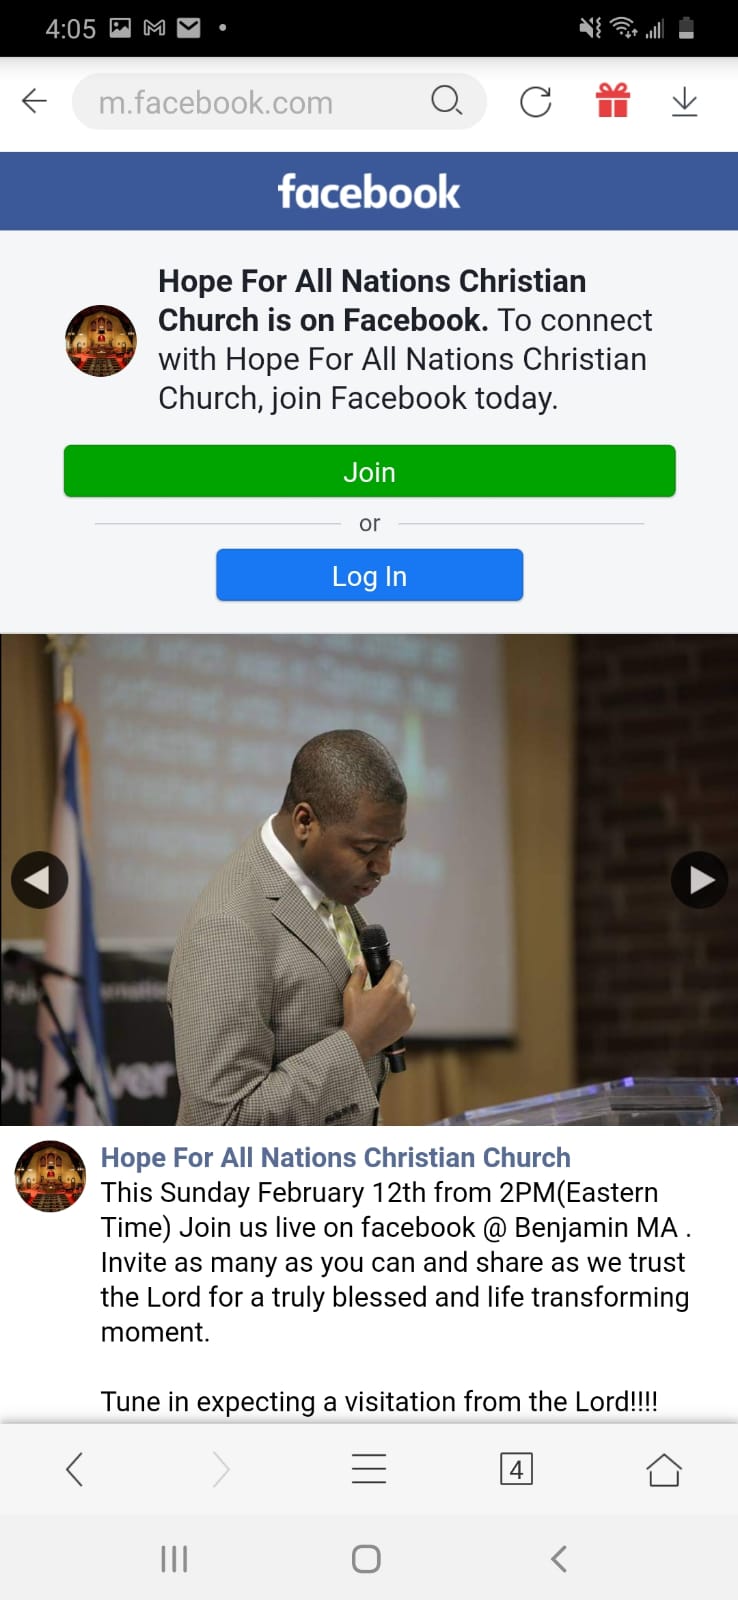 4:05
m.facebook.com
facebook
Hope For All Nations Christian
Church is on Facebook. To connect
with Hope For All Nations Christian
Church, join Facebook today.
Join
or
Log In
Hope For All Nations Christian Church
This Sunday February 12th from 2PM(Eastern
Time) Join us live on facebook @ Benjamin MA .
Invite as many as you can and share as we trust
the Lord for a truly blessed and life transforming
moment.
Tune in expecting a visitation from the Lord!!!!
4